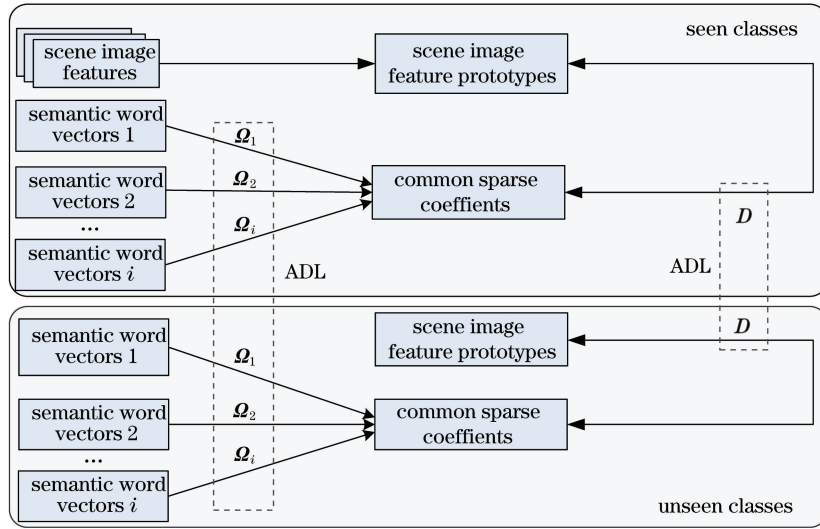 seen classes
scene image
features
scene image
feature prototypes
semantic word
vectors 1
Ω1
semantic word
vectors 2
Ω2
...
semantic word
vectors i
Ωi
common sparse
coeffients
D
ADL
ADL
D
semantic word
vectors 1
Ω1
scene image
feature prototypes
semantic word
vectors 2
Ω2
...
semantic word
vectors i
Ωi
common sparse
coeffients
unseen classes